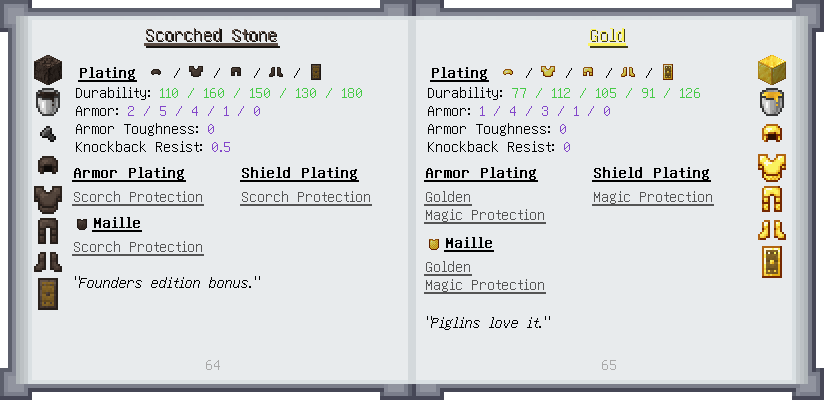 Scorched Stone
Plating / / / /
Durability: 110 / 160 / 150 / 130 / 180
Armor: 2 / 5 / 4 / 1 / 0
Armor Toughness: 0
Knockback Resist: 0.5
Armor Plating
Scorch Protection
Shield Plating
Scorch Protection
Maille
Scorch Protection
"Founders edition bonus."
64
Gold
Plating / / / /
Durability: 77 / 112 / 105 / 91 / 126
Armor: 1 / 4 / 3 / 1 / 0
Armor Toughness: 0
Knockback Resist: 0
Armor Plating
Golden
Magic Protection
Shield Plating
Magic Protection
Maille
Golden
Magic Protection
"Piglins love it."
65